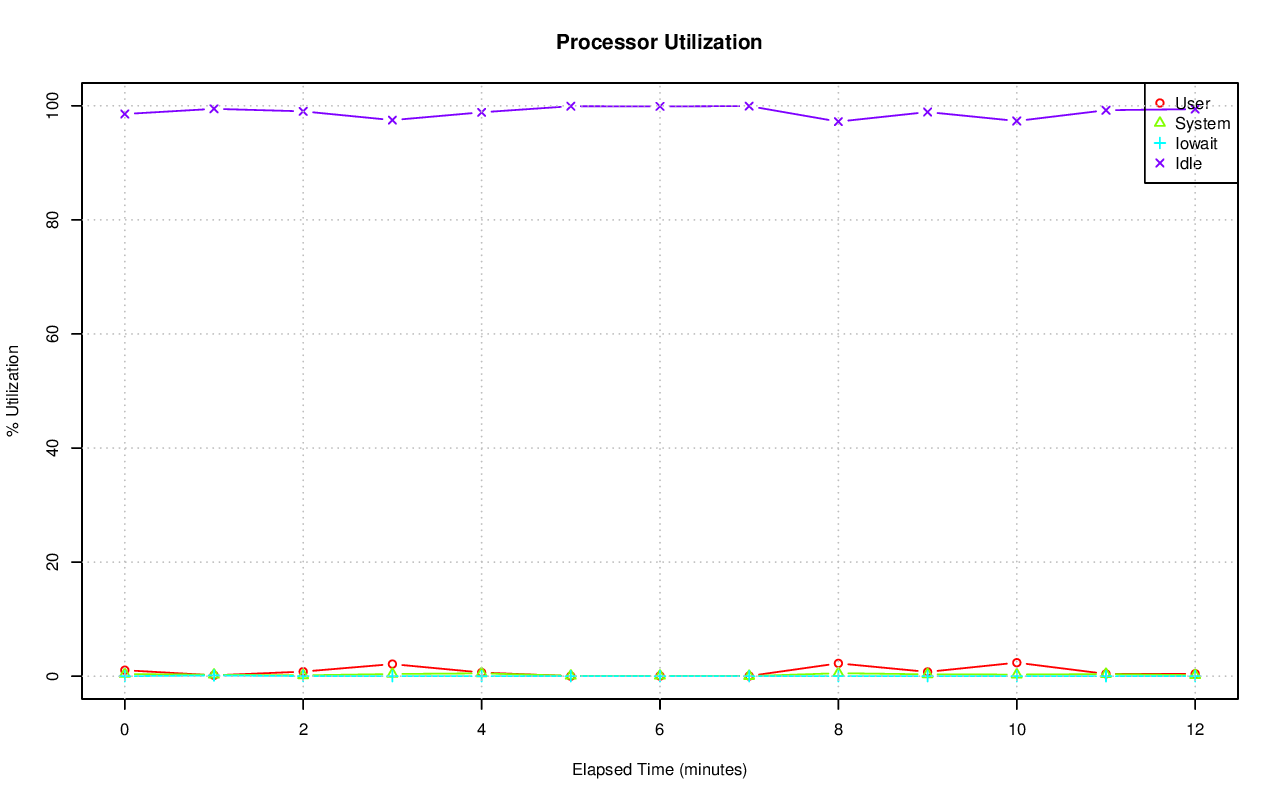 Processor Utilization
% Utilization
100
80
60
40
20
0
User
System
Iowait
Idle
0 2 4 6 8 10 12
Elapsed Time (minutes)